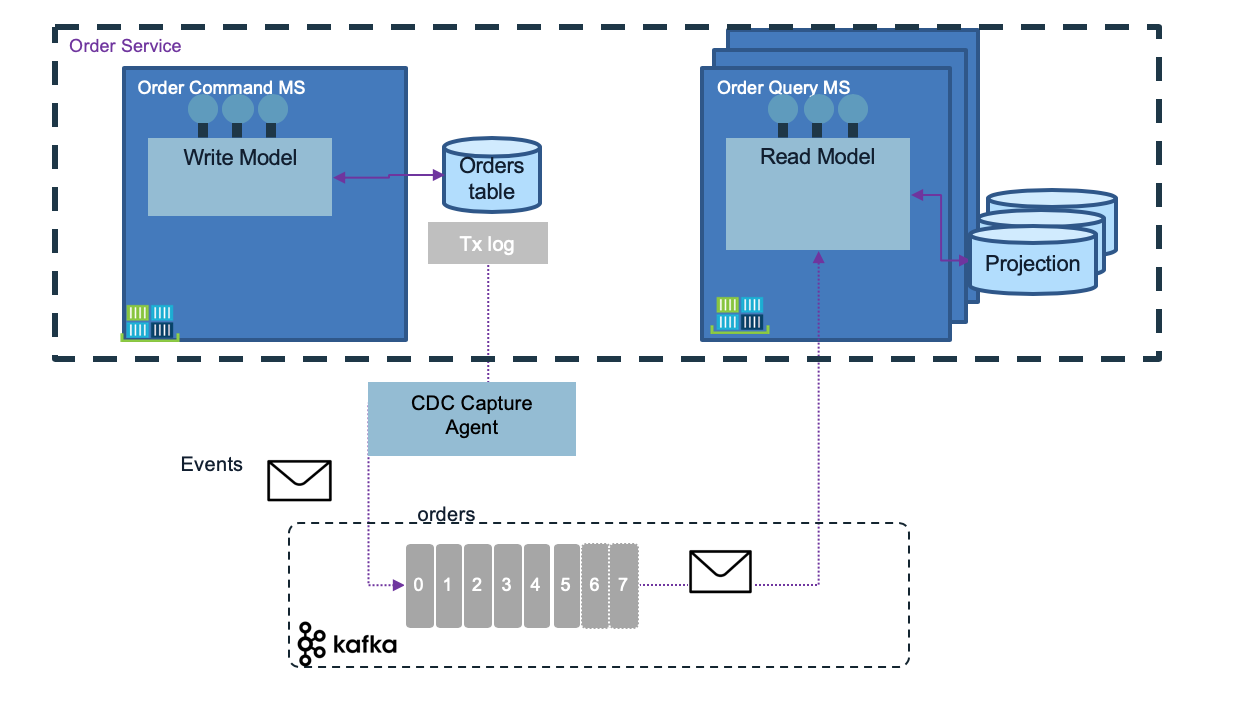 Order Service
Order Command MS
Write Model
Orders
table
Tx log
Order Query MS
Read Model
Projection
CDC Capture
Agent
Events
orders
0 1 2 3 4 5 6 7
kafka